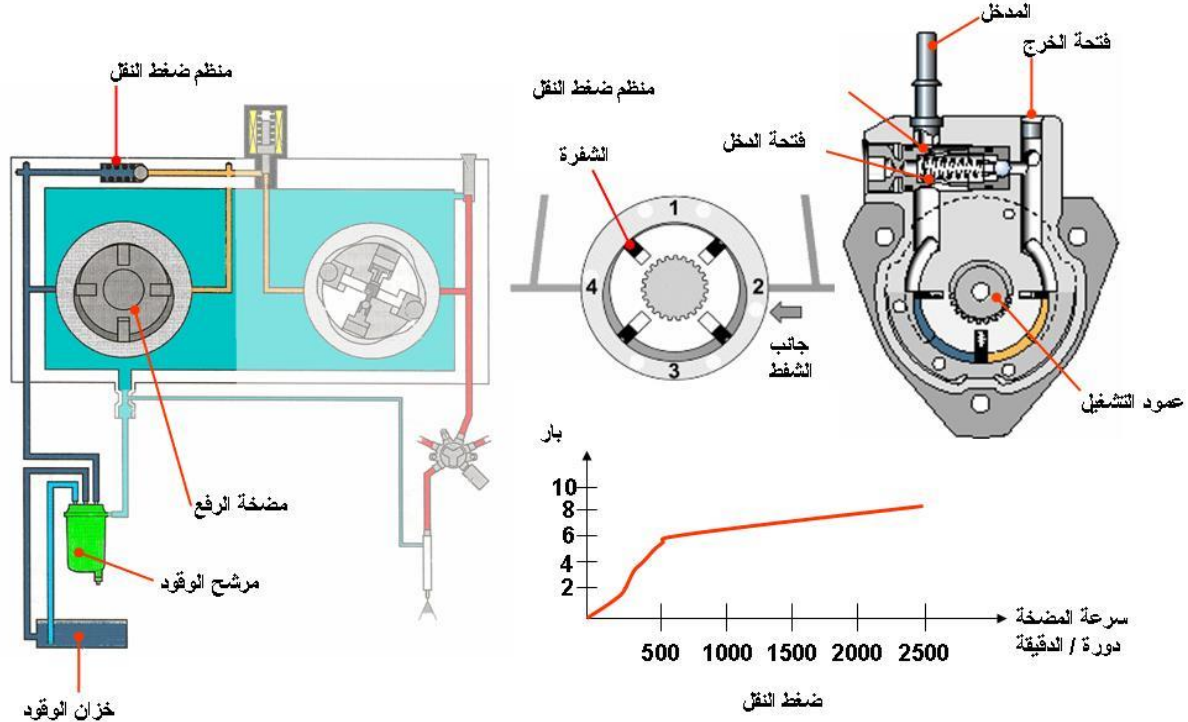 المدخل
فتحة الخرج
منظم ضغط النقل
منظم ضغط النقل
الشفرة
فتحة الدخل
1
4
2
3
جانب
الشفط
عمود التشغيل
مضخة الرفع
مرشح الوقود
خزان الوقود
بار
10
8
6
4
2
500 1000 1500 2000 2500
سرعة المضخة
دورة / الدقيقة
ضغط النقل